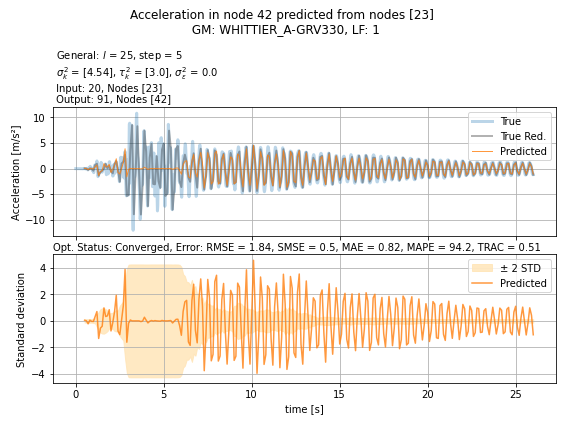 Acceleration in node 42 predicted from nodes [23]
GM: WHITTIER_A-GRV330, LF: 1
General: l = 25, step = 5
σ²ₖ = [4.54], τ²ₖ = [3.0], σ²ε = 0.0
Input: 20, Nodes [23]
Output: 91, Nodes [42]
True
True Red.
Predicted
Acceleration [m/s²]
10
5
0
−5
−10
Opt. Status: Converged, Error: RMSE = 1.84, SMSE = 0.5, MAE = 0.82, MAPE = 94.2, TRAC = 0.51
± 2 STD
Predicted
Standard deviation
4
2
0
−2
−4
0 5 10 15 20 25
time [s]